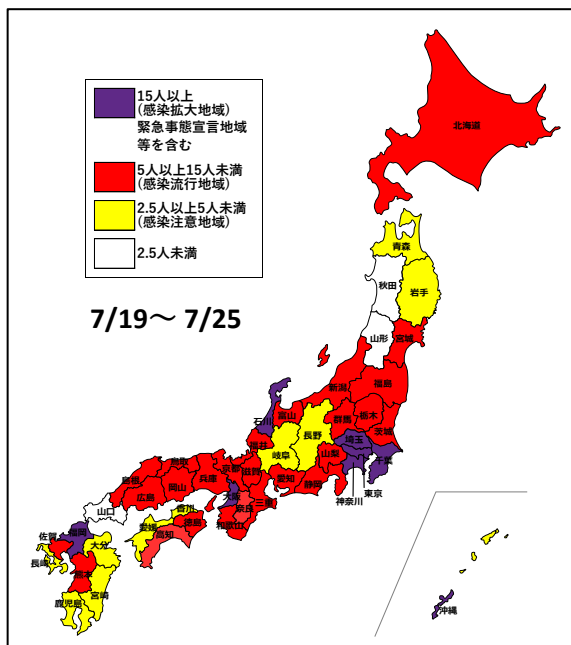 15人以上
(感染拡大地域)
緊急事態宣言地域
等を含む
5人以上15人未満
(感染流行地域)
2.5人以上5人未満
(感染注意地域)
2.5人未満
7/19～ 7/25
北海道
青森
秋田
岩手
山形
宮城
新潟
福島
石川
富山
群馬
栃木
長野
埼玉
茨城
岐阜
山梨
千葉
福井
鳥取
京都
滋賀
愛知
静岡
島根
岡山
兵庫
神奈川
東京
広島
大阪
奈良
三重
山口
香川
徳島
和歌山
愛媛
高知
佐賀
福岡
大分
長崎
熊本
鹿児島
宮崎
沖縄